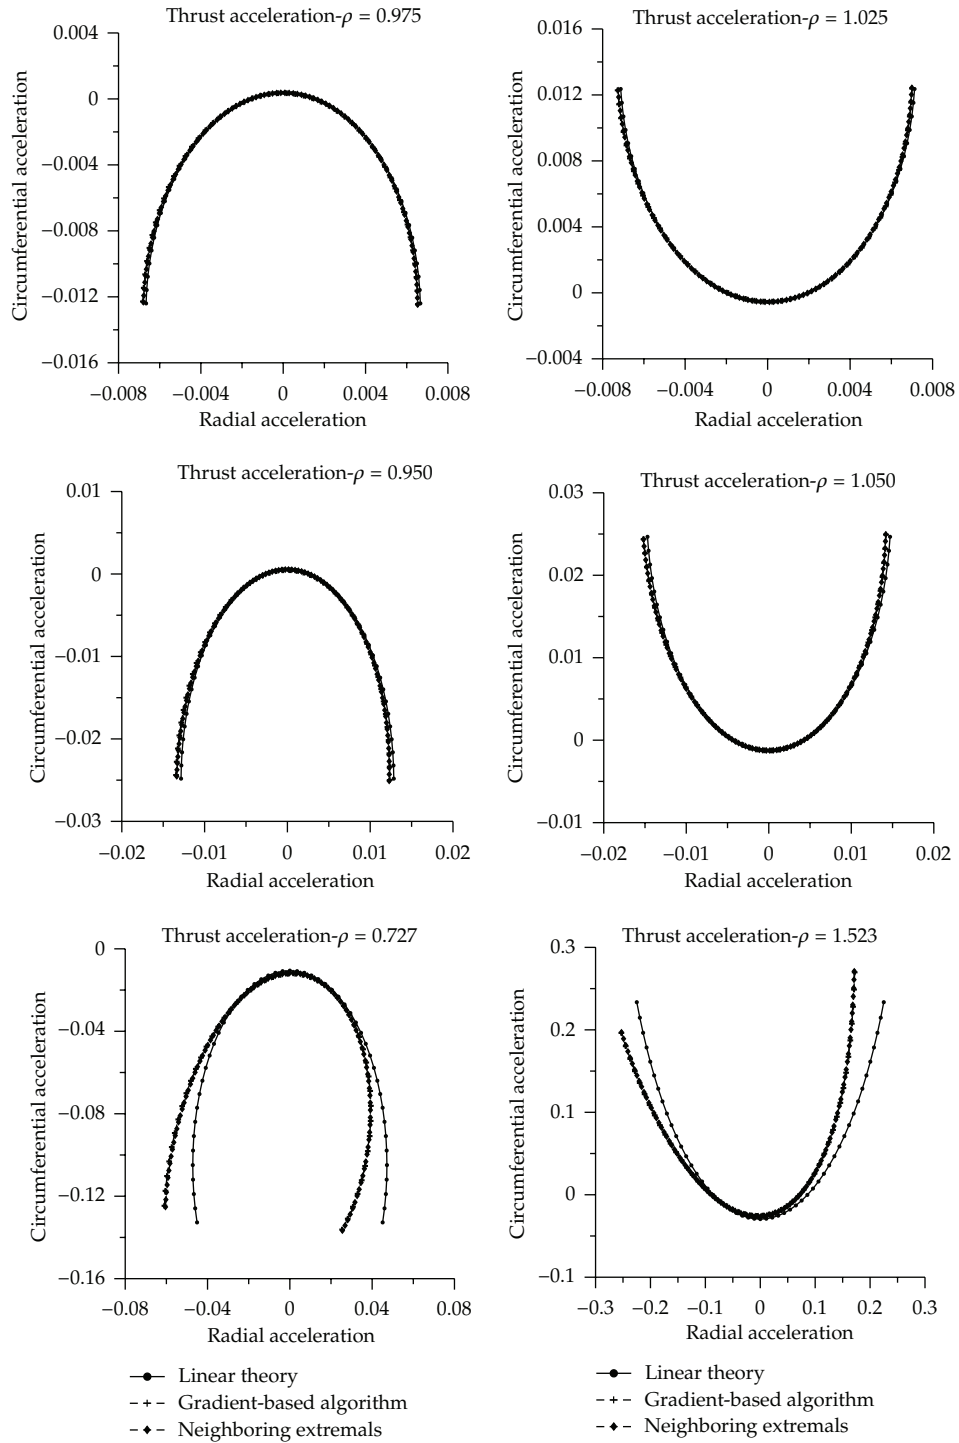 Thrust acceleration-ρ = 0.975
0.004
0
−0.004
−0.008
−0.012
−0.016
−0.008 −0.004 0 0.004 0.008
Circumferential acceleration
Radial acceleration
Thrust acceleration-ρ = 1.025
0.016
0.012
0.008
0.004
0
−0.004
−0.008 −0.004 0 0.004 0.008
Circumferential acceleration
Radial acceleration
Thrust acceleration-ρ = 0.950
0.01
0
−0.01
−0.02
−0.03
−0.02 −0.01 0 0.01 0.02
Circumferential acceleration
Radial acceleration
Thrust acceleration-ρ = 1.050
0.03
0.02
0.01
0
−0.01
−0.02 −0.01 0 0.01 0.02
Circumferential acceleration
Radial acceleration
Thrust acceleration-ρ = 0.727
0
−0.04
−0.08
−0.12
−0.16
−0.08 −0.04 0 0.04 0.08
Circumferential acceleration
Radial acceleration
Linear theory
Gradient-based algorithm
Neighboring extremals
Thrust acceleration-ρ = 1.523
0.3
0.2
0.1
0
−0.1
−0.3 −0.2 −0.1 0 0.1 0.2 0.3
Circumferential acceleration
Radial acceleration
Linear theory
Gradient-based algorithm
Neighboring extremals